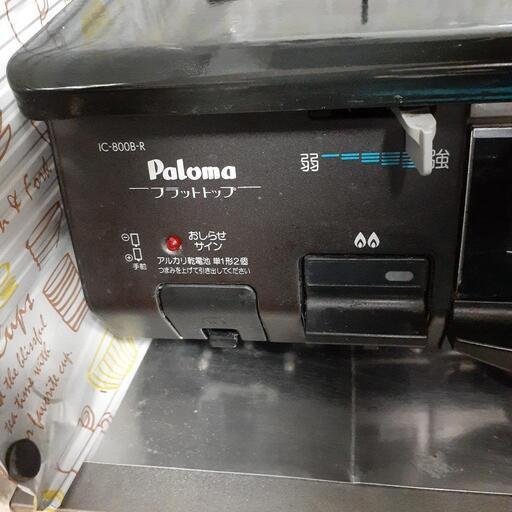 IC-800B-R
Paloma
フラットトップ
弱 強
おしらせ
サイン
手前
アルカリ乾電池 単1形2個
つまみを上げて引き出してください